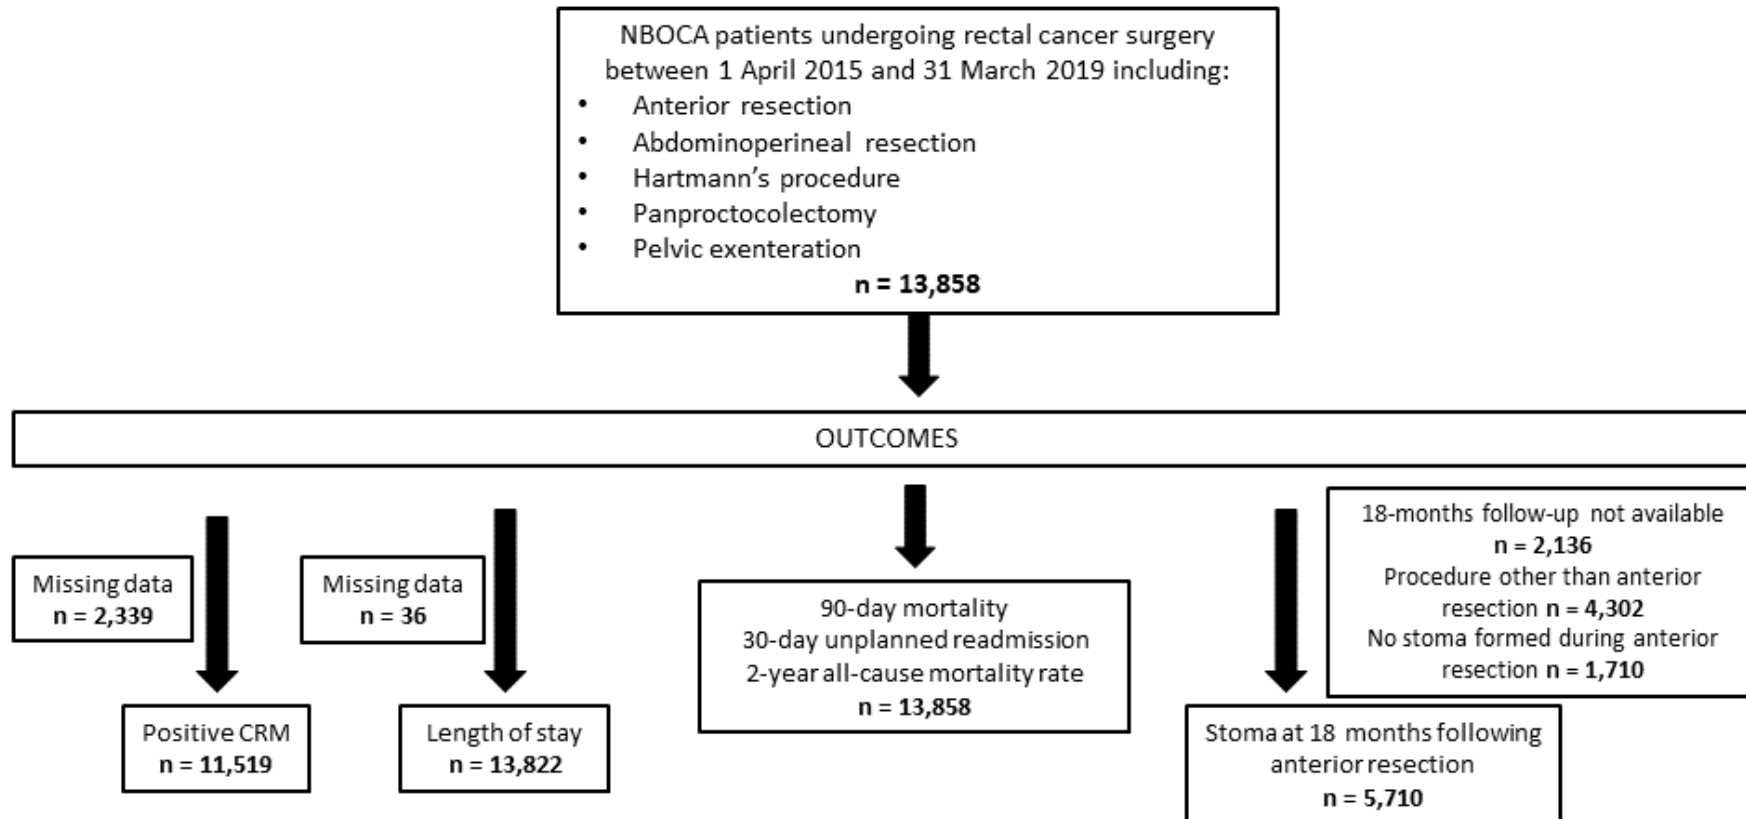 NBOCA patients undergoing rectal cancer surgery
between 1 April 2015 and 31 March 2019 including:
• Anterior resection
• Abdominoperineal resection
• Hartmann's procedure
• Panproctocolectomy
• Pelvic exenteration
n = 13,858
OUTCOMES
Missing data
n = 2,339
Positive CRM
n = 11,519
Missing data
n = 36
Length of stay
n = 13,822
90-day mortality
30-day unplanned readmission
2-year all-cause mortality rate
n = 13,858
18-months follow-up not available
n = 2,136
Procedure other than anterior
resection n = 4,302
No stoma formed during anterior
resection n = 1,710
Stoma at 18 months following
anterior resection
n = 5,710